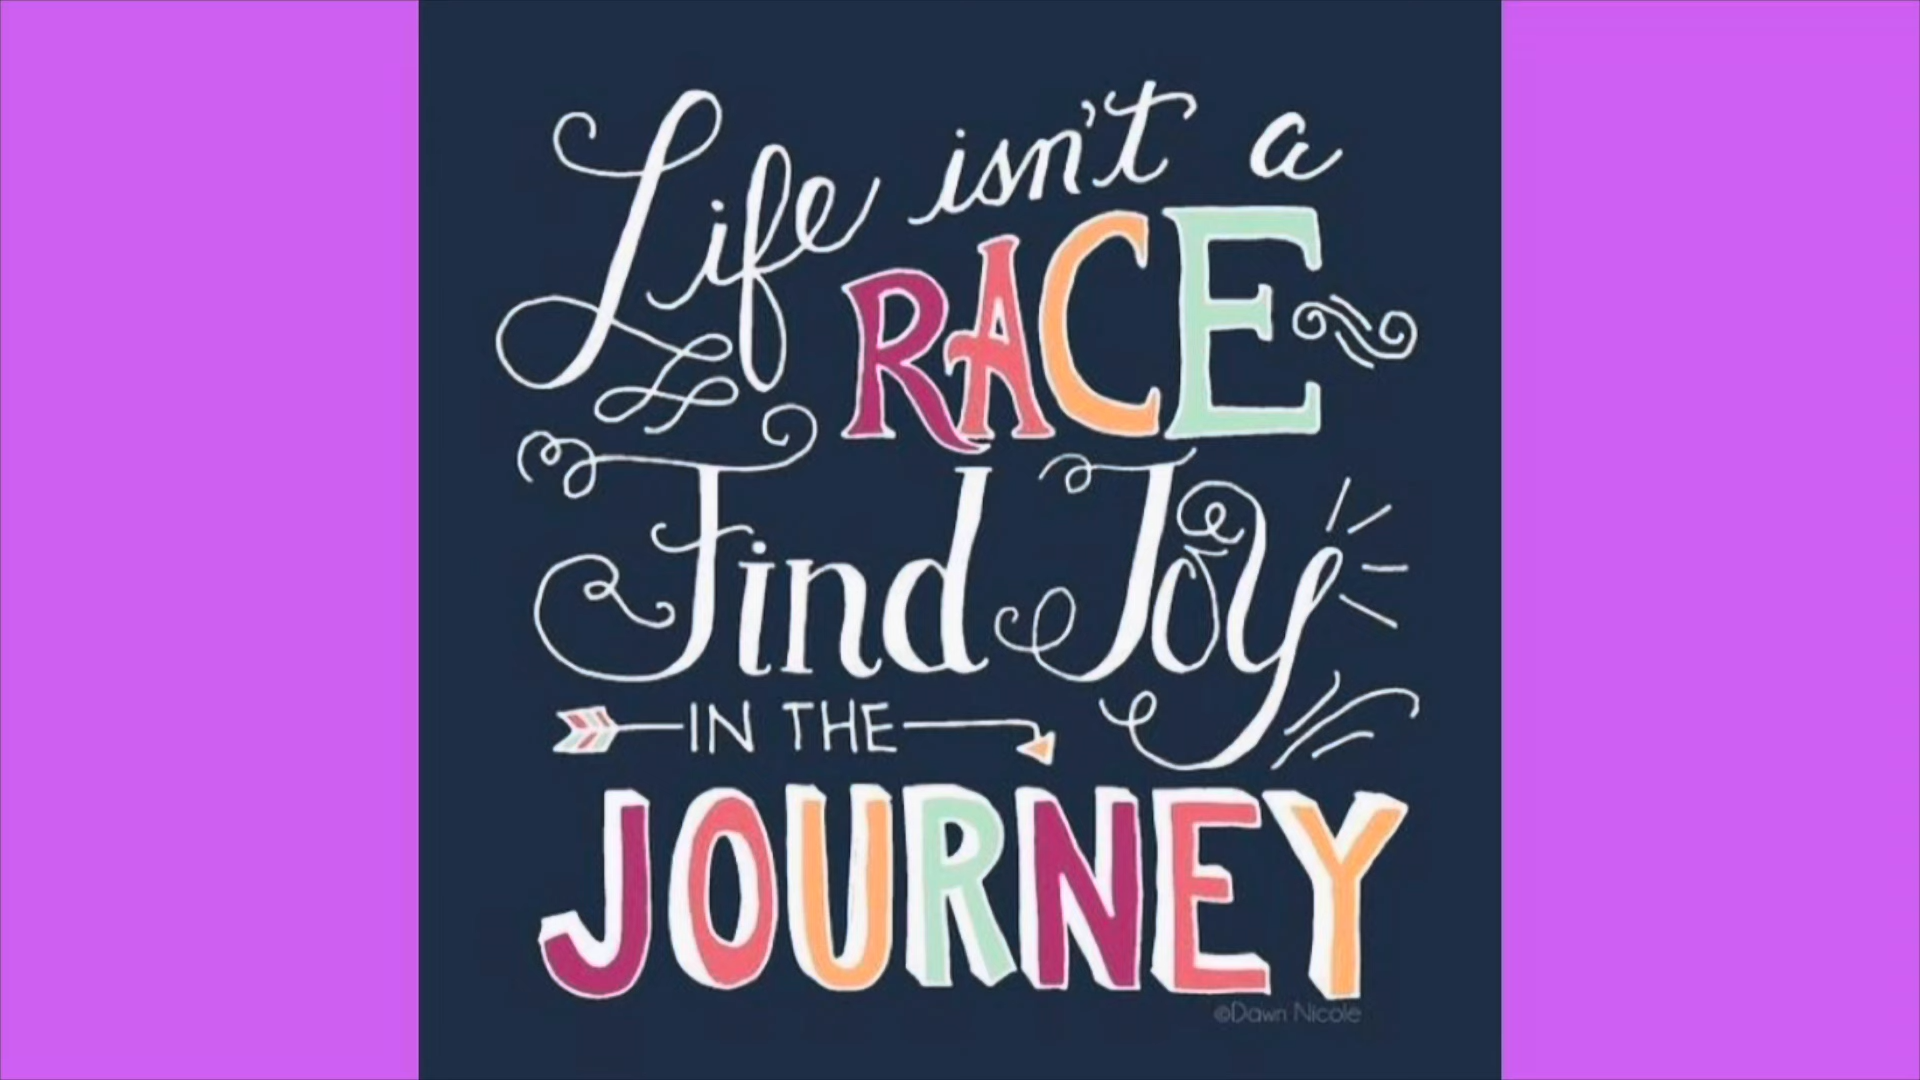 Life isn't a
RACE
Find Joy
IN THE
JOURNEY
©Dawn Nicole